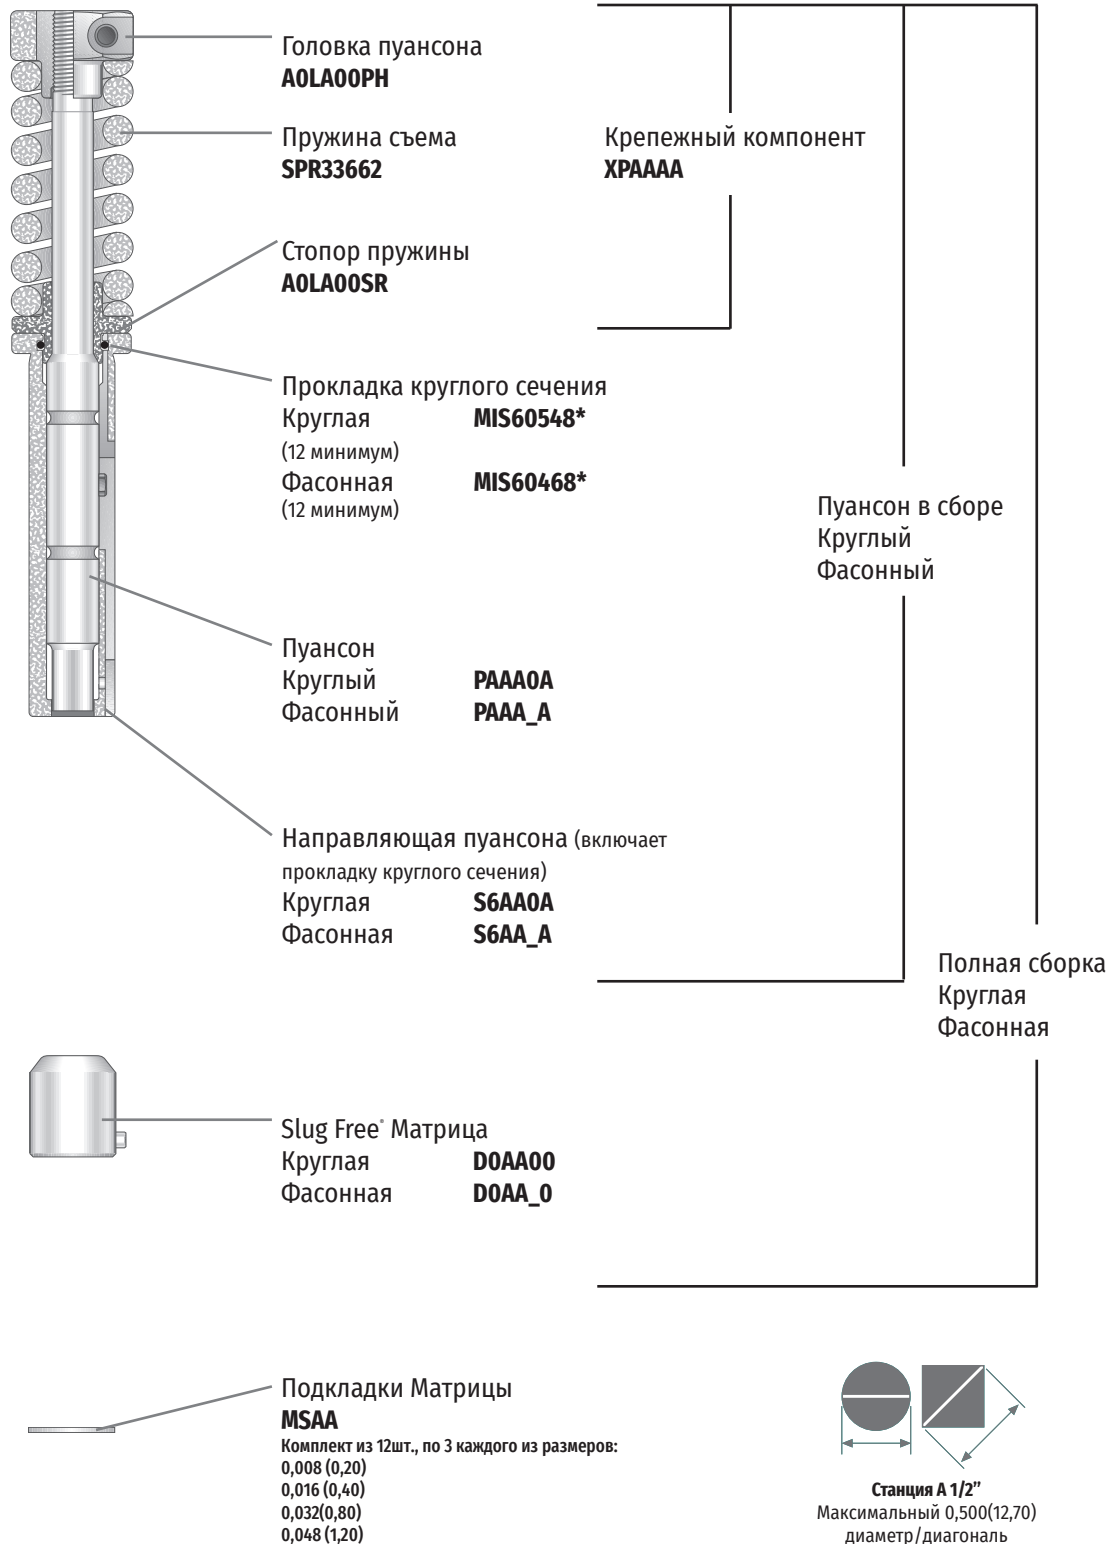 Головка пуансона
A0LA00PH
Пружина съема
SPR33662
Крепежный компонент
XPAAAA
Стопор пружины
A0LA00SR
Прокладка круглого сечения
Круглая MIS60548*
(12 минимум)
Фасонная MIS60468*
(12 минимум)
Пуансон в сборе
Круглый
Фасонный
Пуансон
Круглый PAAA0A
Фасонный PAAA_A
Направляющая пуансона (включает
прокладку круглого сечения)
Круглая S6AA0A
Фасонная S6AA_A
Полная сборка
Круглая
Фасонная
Slug Free® Матрица
Круглая D0AA00
Фасонная D0AA_0
Подкладки Матрицы
MSAA
Комплект из 12шт., по 3 каждого из размеров:
0,008 (0,20)
0,016 (0,40)
0,032(0,80)
0,048 (1,20)
Станция A 1/2”
Максимальный 0,500(12,70)
диаметр/диагональ